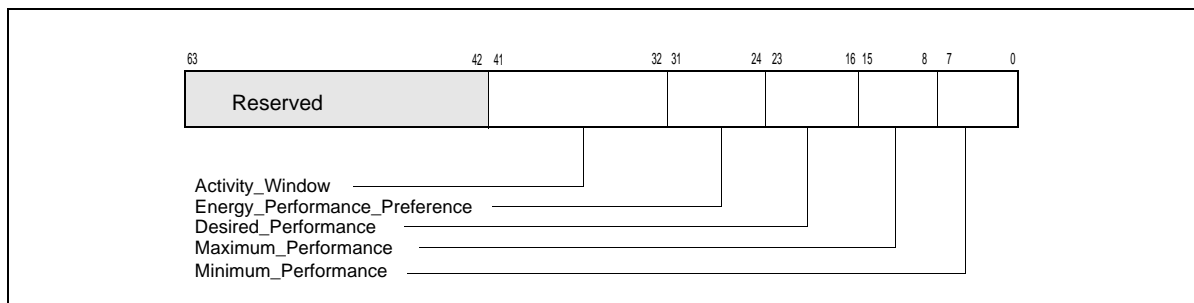 63 42 41 32 31 24 23 16 15 8 7 0
Reserved
Activity_Window
Energy_Performance_Preference
Desired_Performance
Maximum_Performance
Minimum_Performance